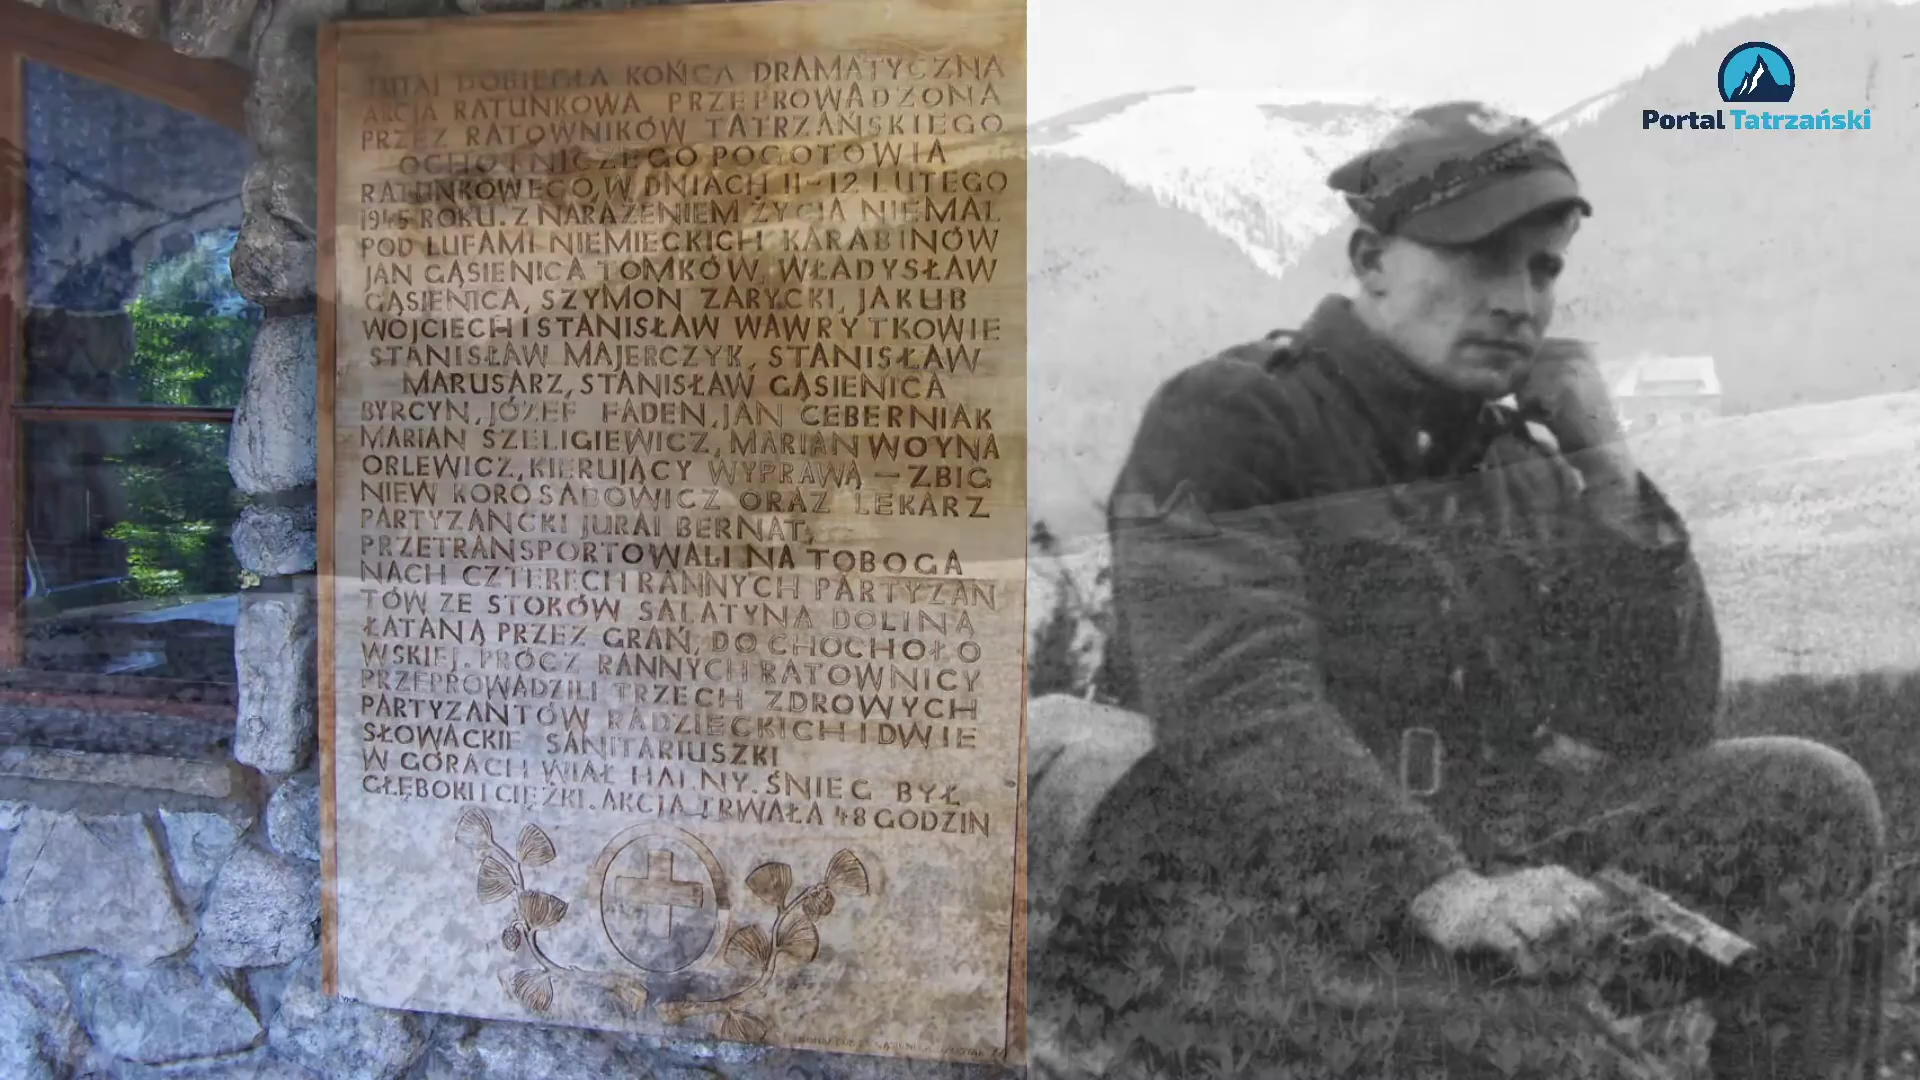 TUTAJ DOBIEGŁA KOŃCA DRAMATYCZNA
AKCJA RATUNKOWA PRZEPROWADZONA
PRZEZ RATOWNIKÓW TATRZAŃSKIEGO
OCHOTNICZEGO POGOTOWIA
RATUNKOWEGO, W DNIACH 11-12 LUTEGO
1945 ROKU. Z NARAŻENIEM ŻYCIA NIEMAL
POD LUFAMI NIEMIECKICH KARABINÓW
JAN GĄSIENICA TOMKÓW, WŁADYSŁAW
GĄSIENICA, SZYMON ZARYCKI, JAKUB
WOJCIECH I STANISŁAW WAWRYTKOWIE
STANISŁAW MAJERCZYK, STANISŁAW
MARUSARZ, STANISŁAW GĄSIENICA
BYRCYN, JÓZEF FADEN, JAN CEBERNIAK
MARIAN SZELIGIEWICZ, MARIAN WOYNA
ORLEWICZ, KIERUJĄCY WYPRAWĄ – ZBIG
NIEW KOROSADOWICZ ORAZ LEKARZ
PARTYZANCKI JURAJ BERNAT,
PRZETRANSPORTOWALI NA TOBOGA
NACH CZTERECH RANNYCH PARTYZAN
TÓW ZE STOKÓW SALATYNA DOLINĄ
ŁATANĄ PRZEZ GRAŃ, DO CHOCHOŁO
WSKIEJ. PRÓCZ RANNYCH RATOWNICY
PRZEPROWADZILI TRZECH ZDROWYCH
PARTYZANTÓW RADZIECKICH I DWIE
SŁOWACKIE SANITARIUSZKI
W GÓRACH WIAŁ HALNY. ŚNIEG BYŁ
GŁĘBOKI I CIĘŻKI. AKCJA TRWAŁA 48 GODZIN
Portal Tatrzański